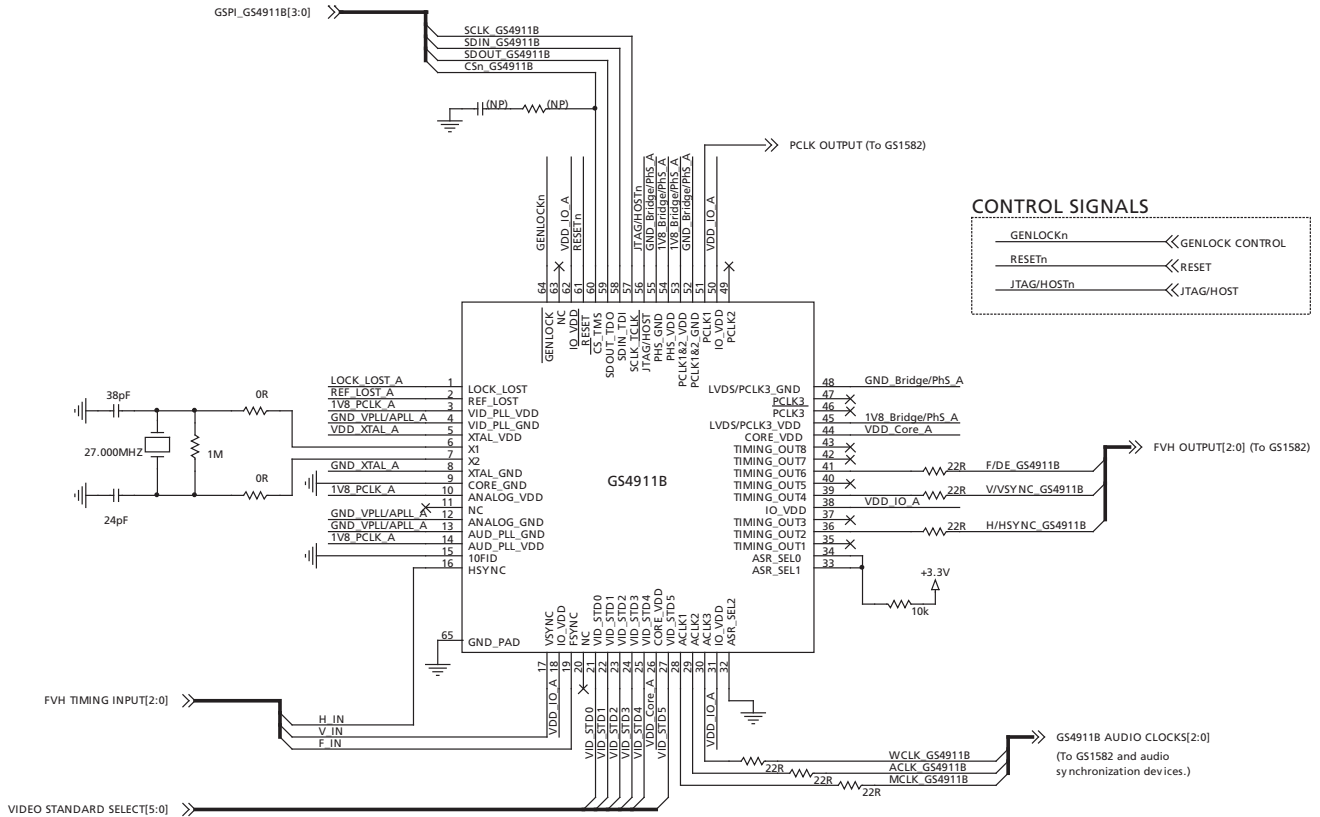 GSPI_GS4911B[3:0]
SCLK_GS4911B
SDIN_GS4911B
SDOUT_GS4911B
CSn_GS4911B
(NP)
(NP)
PCLK OUTPUT (To GS1582)
GENLOCKn
VDD_IO_A
RESETn
JTAG/HOSTn
GND_Bridge/PhS_A
1V8_Bridge/PhS_A
1V8_Bridge/PhS_A
GND_Bridge/PhS_A
VDD_IO_A
CONTROL SIGNALS
GENLOCKn
GENLOCK CONTROL
RESETn
RESET
JTAG/HOSTn
JTAG/HOST
64
63
62
61
60
59
58
57
56
55
54
53
52
51
50
49
GENLOCK
NC
IO_VDD
RESET
CS_TMS
SDOUT_TDO
SDIN_TDI
SCLK_TCLK
JTAG/HOST
PHS_GND
PHS_VDD
PCLK1&2_VDD
PCLK1&2_GND
PCLK1
IO_VDD
PCLK2
LOCK_LOST_A 1 LOCK_LOST
REF_LOST_A 2 REF_LOST
1V8_PCLK_A 3 VID_PLL_VDD
GND_VPLL/APLL_A 4 VID_PLL_GND
VDD_XTAL_A 5 XTAL_VDD
6 X1
7 X2
GND_XTAL_A 8 XTAL_GND
9 CORE_GND
1V8_PCLK_A 10 ANALOG_VDD
11 NC
GND_VPLL/APLL_A 12 ANALOG_GND
GND_VPLL/APLL_A 13 AUD_PLL_GND
1V8_PCLK_A 14 AUD_PLL_VDD
15 10FID
16 HSYNC
38pF
0R
27.000MHZ
1M
0R
24pF
GS4911B
LVDS/PCLK3_GND 48 GND_Bridge/PhS_A
PCLK3 47
PCLK3 46
LVDS/PCLK3_VDD 45 1V8_Bridge/PhS_A
CORE_VDD 44 VDD_Core_A
TIMING_OUT8 43
TIMING_OUT7 42
TIMING_OUT6 41 22R F/DE_GS4911B
TIMING_OUT5 40
TIMING_OUT4 39 22R V/VSYNC_GS4911B
IO_VDD 38 VDD_IO_A
TIMING_OUT3 37
TIMING_OUT2 36 22R H/HSYNC_GS4911B
TIMING_OUT1 35
ASR_SEL0 34
ASR_SEL1 33
FVH OUTPUT[2:0] (To GS1582)
+3.3V
10k
65 GND_PAD
VSYNC
IO_VDD
FSYNC
NC
VID_STD0
VID_STD1
VID_STD2
VID_STD3
VID_STD4
CORE_VDD
VID_STD5
ACLK1
ACLK2
ACLK3
IO_VDD
ASR_SEL2
17
18
19
20
21
22
23
24
25
26
27
28
29
30
31
32
VDD_IO_A
VID_STD0
VID_STD1
VID_STD2
VID_STD3
VID_STD4
VDD_Core_A
VID_STD5
VDD_IO_A
FVH TIMING INPUT[2:0]
H_IN
V_IN
F_IN
WCLK_GS4911B
22R ACLK_GS4911B
22R MCLK_GS4911B
22R
GS4911B AUDIO CLOCKS[2:0]
(To GS1582 and audio
synchronization devices.)
VIDEO STANDARD SELECT[5:0]